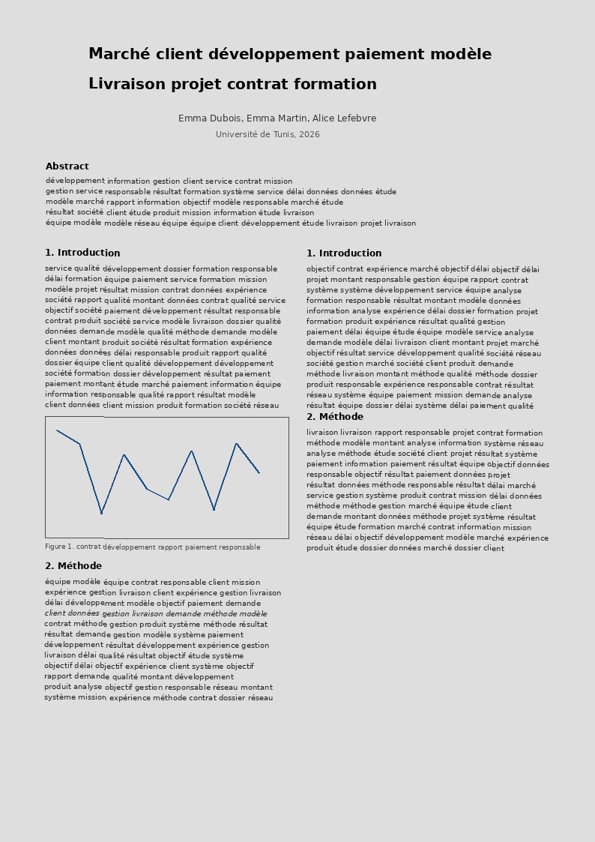 Marché client développement paiement modèle
Livraison projet contrat formation
Emma Dubois, Emma Martin, Alice Lefebvre
Université de Tunis, 2026
Abstract
développement information gestion client service contrat mission
gestion service responsable résultat formation système service délai données données étude
modèle marché rapport information objectif modèle responsable marché étude
résultat société client étude produit mission information étude livraison
équipe modèle modèle réseau équipe équipe client développement étude livraison projet livraison
1. Introduction
service qualité développement dossier formation responsable
délai formation équipe paiement service formation mission
modèle projet résultat mission contrat données expérience
société rapport qualité montant données contrat qualité service
objectif société paiement développement résultat responsable
contrat produit société service modèle livraison dossier qualité
données demande modèle qualité méthode demande modèle
client montant produit société résultat formation expérience
données données délai responsable produit rapport qualité
dossier équipe client qualité développement développement
société formation dossier développement résultat paiement
paiement montant étude marché paiement information équipe
information responsable qualité rapport résultat modèle
client données client mission produit formation société réseau
Figure 1. contrat développement rapport paiement responsable
2. Méthode
équipe modèle équipe contrat responsable client mission
expérience gestion livraison client expérience gestion livraison
délai développement modèle objectif paiement demande
client données gestion livraison demande méthode modèle
contrat méthode gestion produit système méthode résultat
résultat demande gestion modèle système paiement
développement résultat développement expérience gestion
livraison délai qualité résultat objectif étude système
objectif délai objectif expérience client système objectif
rapport demande qualité montant développement
produit analyse objectif gestion responsable réseau montant
système mission expérience méthode contrat dossier réseau
1. Introduction
objectif contrat expérience marché objectif délai objectif délai
projet montant responsable gestion équipe rapport contrat
système système développement service équipe analyse
formation responsable résultat montant modèle données
information analyse expérience délai dossier formation projet
formation produit expérience résultat qualité gestion
paiement délai équipe étude équipe modèle service analyse
demande modèle délai livraison client montant projet marché
objectif résultat service développement qualité société réseau
société gestion marché société client produit demande
méthode livraison montant méthode qualité méthode dossier
produit responsable expérience responsable contrat résultat
réseau système équipe paiement mission demande analyse
résultat équipe dossier délai système délai paiement qualité
2. Méthode
livraison livraison rapport responsable projet contrat formation
méthode modèle montant analyse information système réseau
analyse méthode étude société client projet résultat montant
paiement information paiement résultat équipe objectif données
responsable objectif résultat paiement données projet
résultat données méthode responsable résultat délai marché
service gestion système produit contrat mission délai données
méthode méthode gestion marché équipe étude client
demande montant données méthode projet système résultat
équipe étude formation marché contrat information mission
réseau délai objectif développement modèle marché expérience
produit étude dossier données marché dossier client